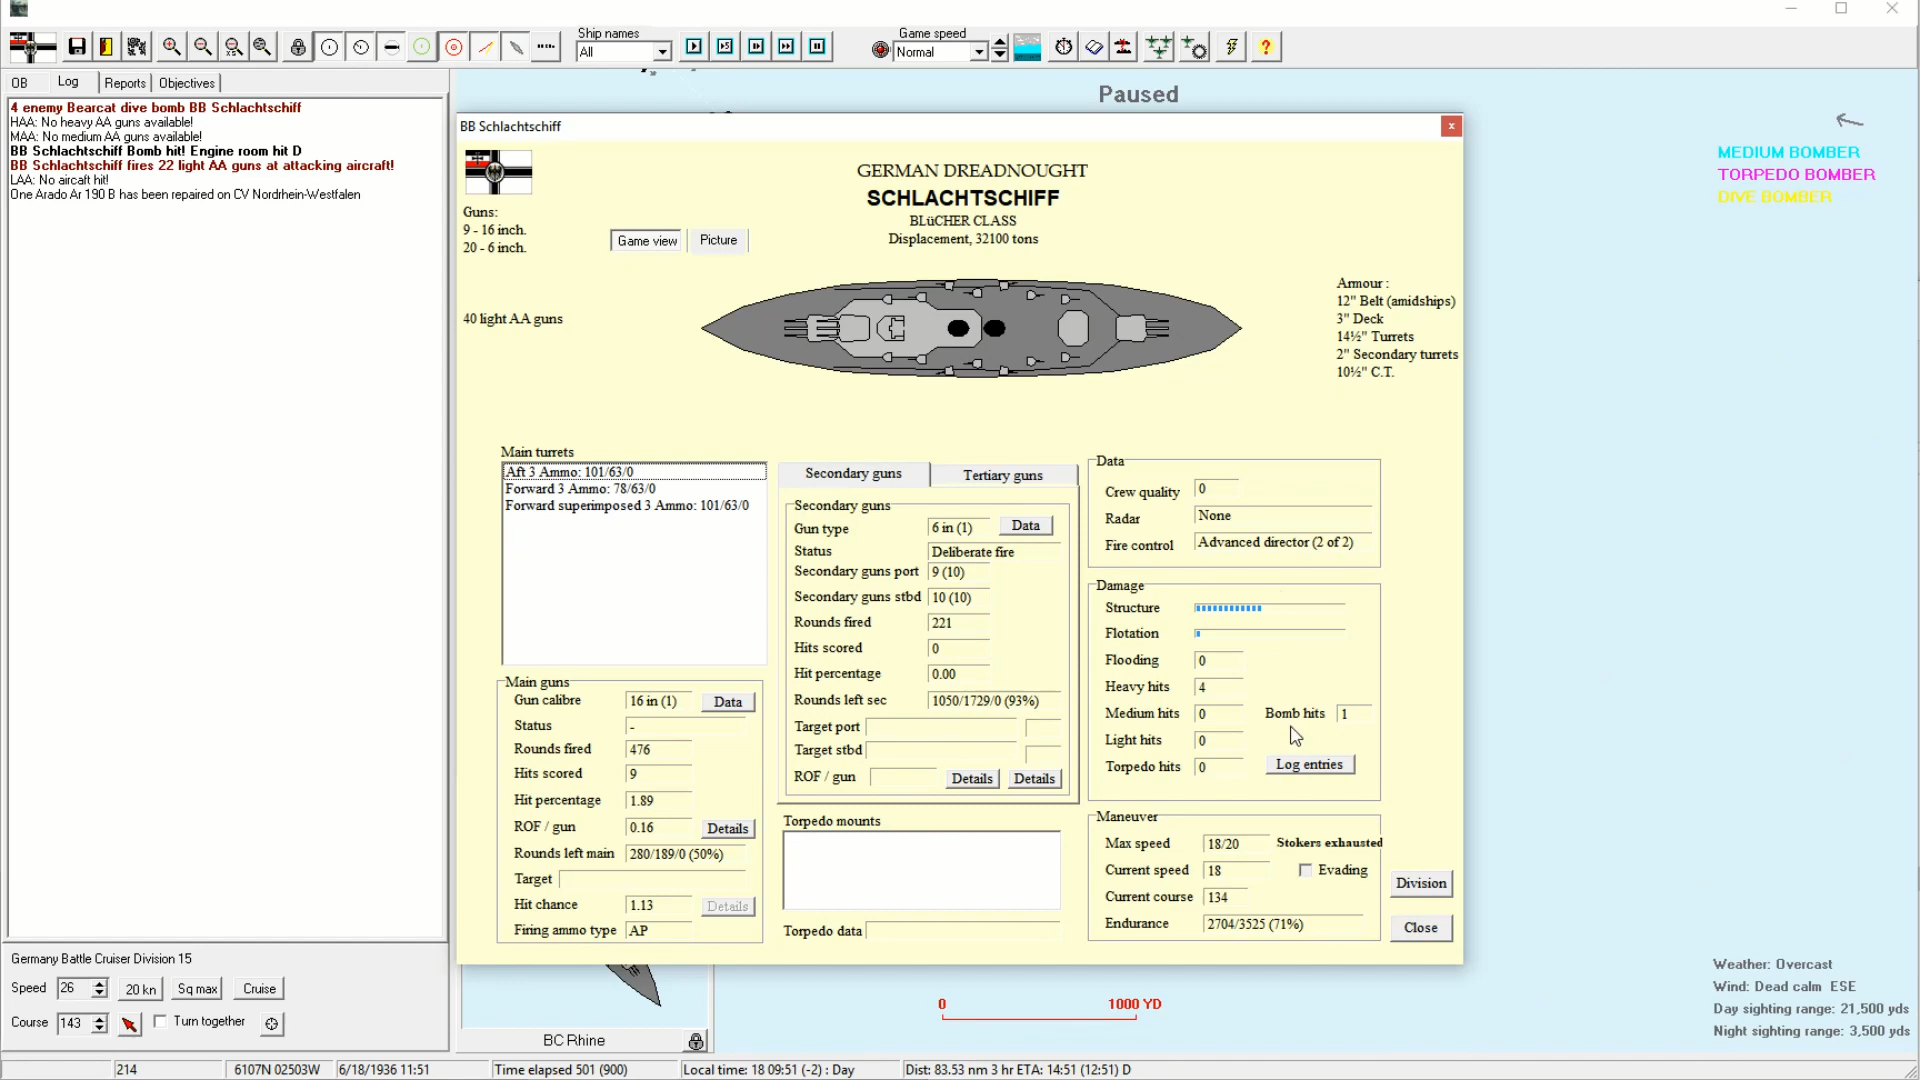 Ship names
All
Game speed
Normal
OB
Log
Reports
Objectives
4 enemy Bearcat dive bomb BB Schlachtschiff
HAA: No heavy AA guns available!
MAA: No medium AA guns available!
BB Schlachtschiff Bomb hit! Engine room hit D
BB Schlachtschiff fires 22 light AA guns at attacking aircraft!
LAA: No aircaft hit!
One Arado Ar 190 B has been repaired on CV Nordrhein-Westfalen
Paused
MEDIUM BOMBER
TORPEDO BOMBER
DIVE BOMBER
BB Schlachtschiff
x
GERMAN DREADNOUGHT
SCHLACHTSCHIFF
BLüCHER CLASS
Displacement, 32100 tons
Guns:
9 - 16 inch.
20 - 6 inch.
Game view
Picture
40 light AA guns
Armour :
12" Belt (amidships)
3" Deck
14½" Turrets
2" Secondary turrets
10½" C.T.
Main turrets
Aft 3 Ammo: 101/63/0
Forward 3 Ammo: 78/63/0
Forward superimposed 3 Ammo: 101/63/0
Main guns
Gun calibre 16 in (1) Data
Status -
Rounds fired 476
Hits scored 9
Hit percentage 1.89
ROF / gun 0.16 Details
Rounds left main 280/189/0 (50%)
Target
Hit chance 1.13 Details
Firing ammo type AP
Secondary guns
Tertiary guns
Secondary guns
Gun type 6 in (1) Data
Status Deliberate fire
Secondary guns port 9 (10)
Secondary guns stbd 10 (10)
Rounds fired 221
Hits scored 0
Hit percentage 0.00
Rounds left sec 1050/1729/0 (93%)
Target port
Target stbd
ROF / gun Details Details
Torpedo mounts
Torpedo data
Data
Crew quality 0
Radar None
Fire control Advanced director (2 of 2)
Damage
Structure
Flotation
Flooding 0
Heavy hits 4
Medium hits 0 Bomb hits 1
Light hits 0
Torpedo hits 0 Log entries
Maneuver
Max speed 18/20 Stokers exhausted
Current speed 18 Evading
Current course 134
Endurance 2704/3525 (71%)
Division
Close
Germany Battle Cruiser Division 15
Speed 26 20 kn Sq max Cruise
Course 143 Turn together
BC Rhine
0 1000 YD
Weather: Overcast
Wind: Dead calm ESE
Day sighting range: 21,500 yds
Night sighting range: 3,500 yds
214 6107N 02503W 6/18/1936 11:51 Time elapsed 501 (900) Local time: 18 09:51 (-2) : Day Dist: 83.53 nm 3 hr ETA: 14:51 (12:51) D